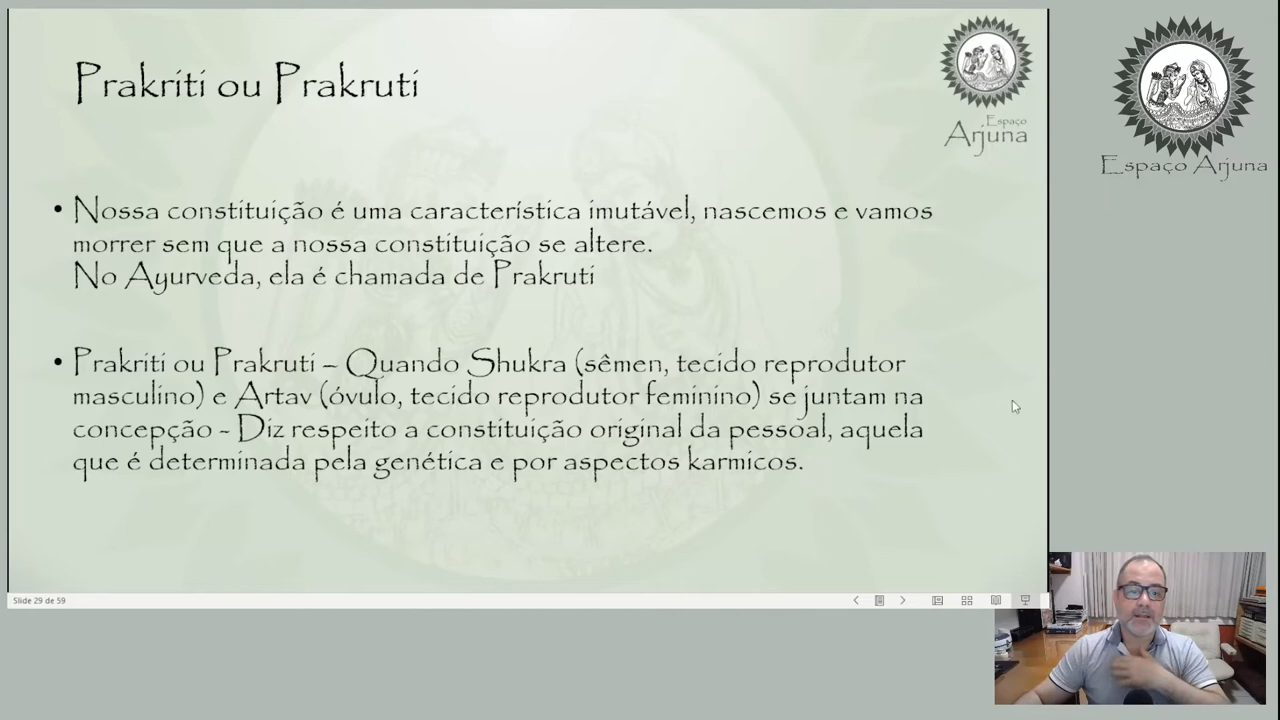 Prakriti ou Prakruti
Espaço
Arjuna
Espaço Arjuna
• Nossa constituição é uma característica imutável, nascemos e vamos
morrer sem que a nossa constituição se altere.
No Ayurveda, ela é chamada de Prakruti
• Prakriti ou Prakruti – Quando Shukra (sêmen, tecido reprodutor
masculino) e Artav (óvulo, tecido reprodutor feminino) se juntam na
concepção - Diz respeito a constituição original da pessoal, aquela
que é determinada pela genética e por aspectos karmicos.
Slide 29 de 59